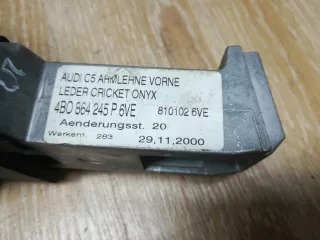 AUDI C5 ARMLEHNE VORNE
LEDER CRICKET ONYX
4B0 864 245 P 6VE 810102 6VE
Aenderungsst. 20
Werkem. 283 29,11,2000